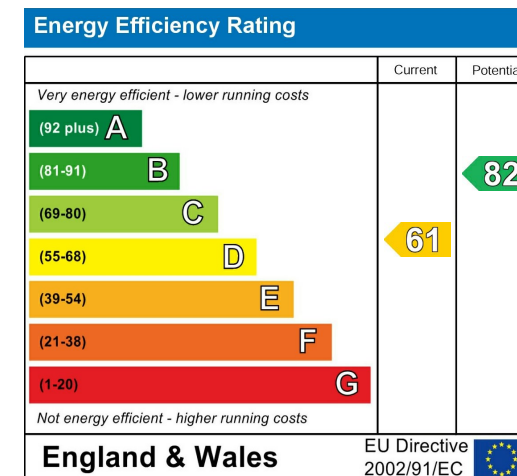 Energy Efficiency Rating
Current Potentia
Very energy efficient - lower running costs
(92 plus) A
(81-91) B
82
(69-80) C
61
(55-68) D
(39-54) E
(21-38) F
(1-20) G
Not energy efficient - higher running costs
England & Wales
EU Directive
2002/91/EC